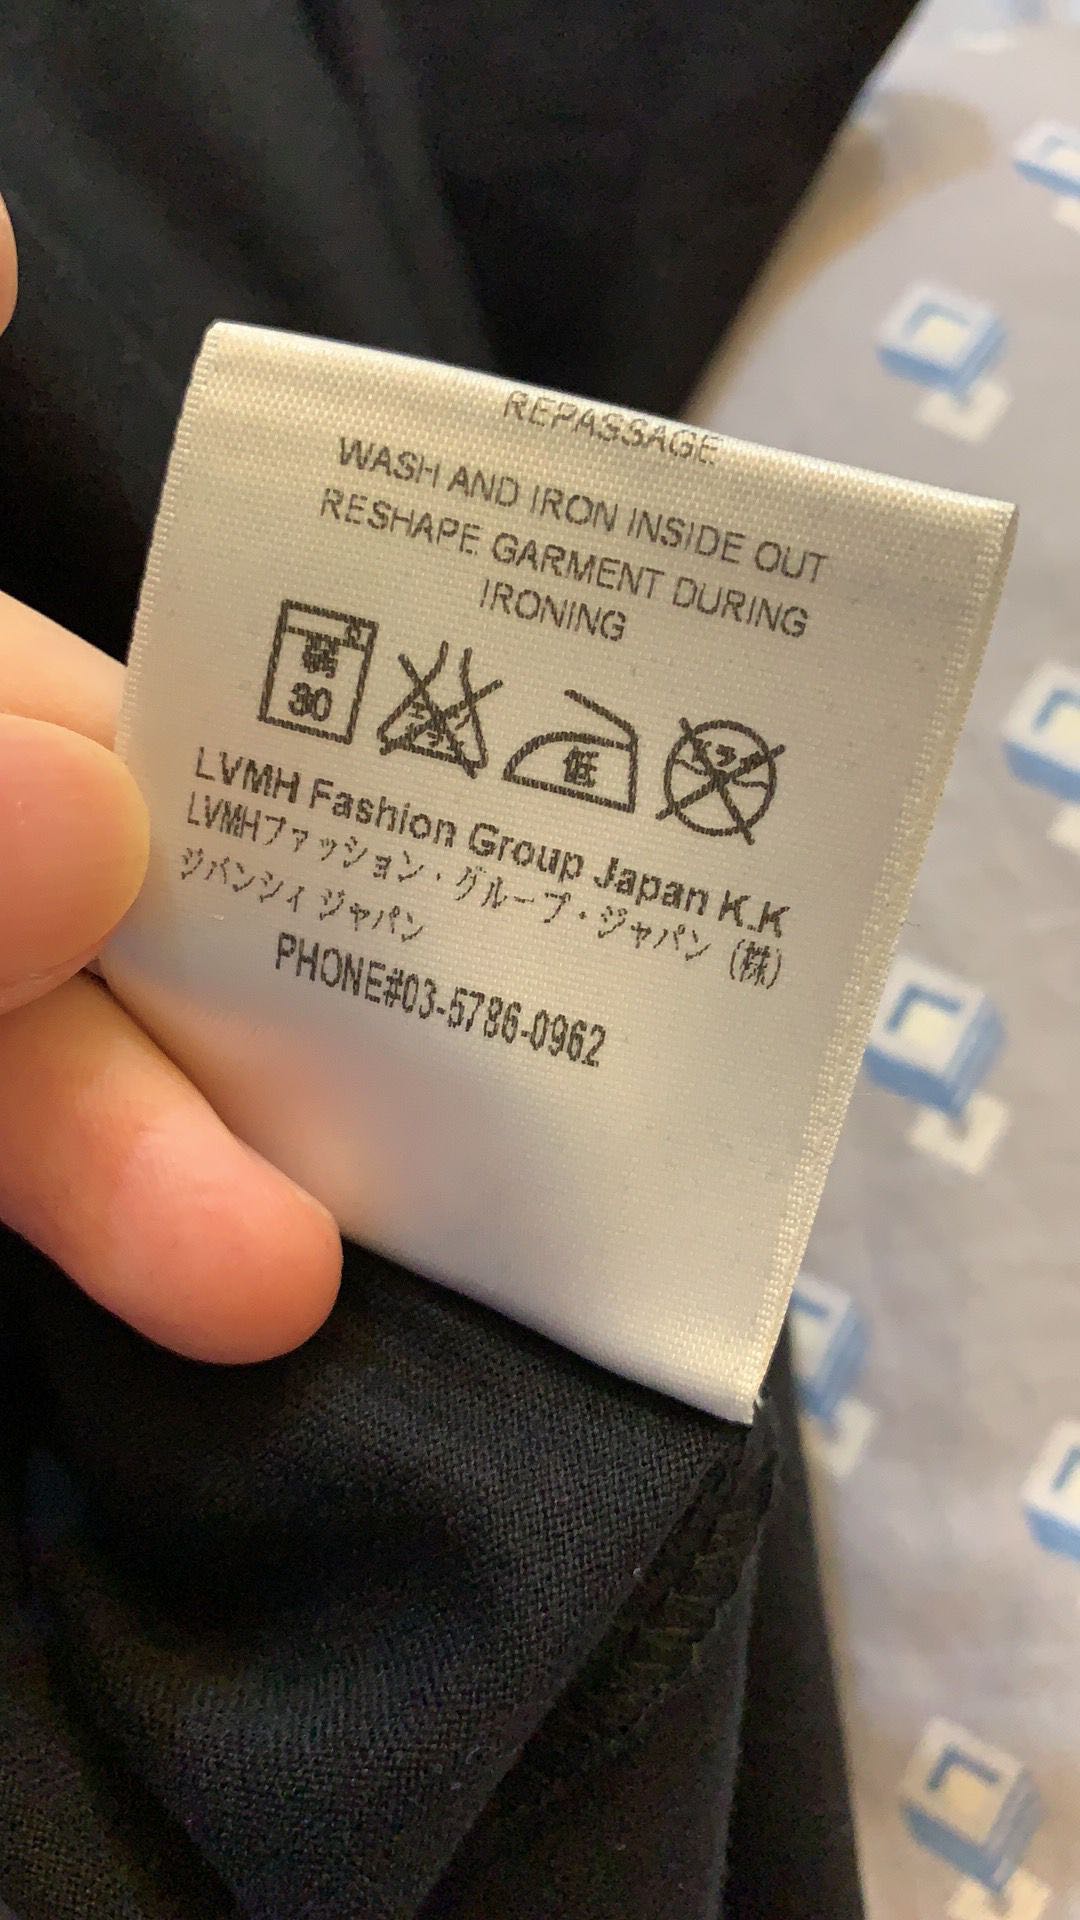 REPASSAGE
WASH AND IRON INSIDE OUT
RESHAPE GARMENT DURING
IRONING
30
低
LVMH Fashion Group Japan K.K
LVMHファッション・グループ・ジャパン (株)
ジバンシィ ジャパン
PHONE#03-5786-0962